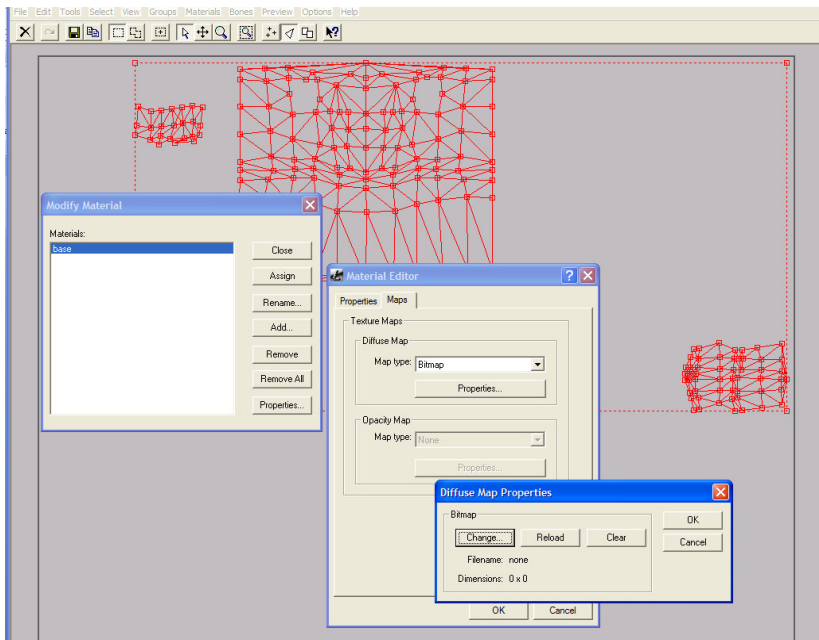 File Edit Tools Select View Groups Materials Bones Preview Options Help
Modify Material
Materials:
base
Close
Assign
Rename...
Add...
Remove
Remove All
Properties...
Material Editor
Properties Maps
Texture Maps
Diffuse Map
Map type: Bitmap
Properties...
Opacity Map
Map type: None
Properties...
OK Cancel
Diffuse Map Properties
Bitmap
Change... Reload Clear
Filename: none
Dimensions: 0 x 0
OK
Cancel